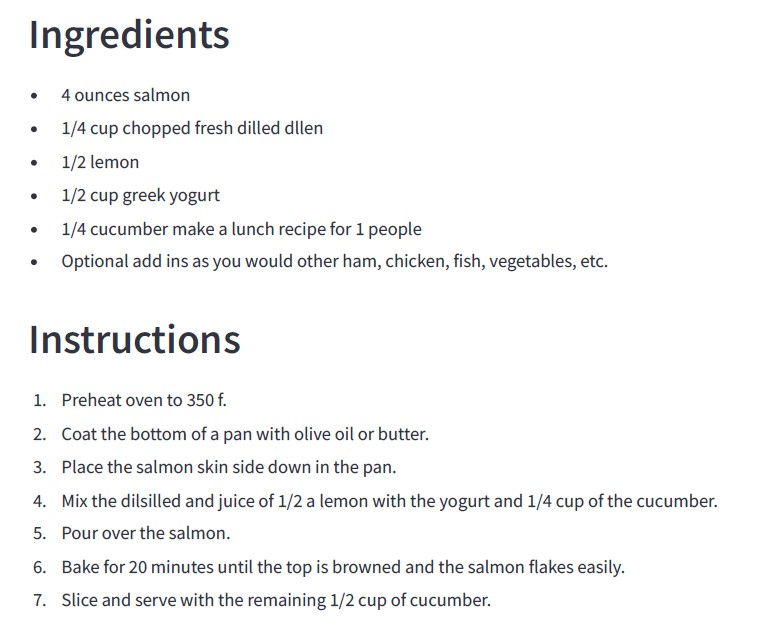 Ingredients
• 4 ounces salmon
• 1/4 cup chopped fresh dilled dllen
• 1/2 lemon
• 1/2 cup greek yogurt
• 1/4 cucumber make a lunch recipe for 1 people
• Optional add ins as you would other ham, chicken, fish, vegetables, etc.
Instructions
1. Preheat oven to 350 f.
2. Coat the bottom of a pan with olive oil or butter.
3. Place the salmon skin side down in the pan.
4. Mix the dilsilled and juice of 1/2 a lemon with the yogurt and 1/4 cup of the cucumber.
5. Pour over the salmon.
6. Bake for 20 minutes until the top is browned and the salmon flakes easily.
7. Slice and serve with the remaining 1/2 cup of cucumber.